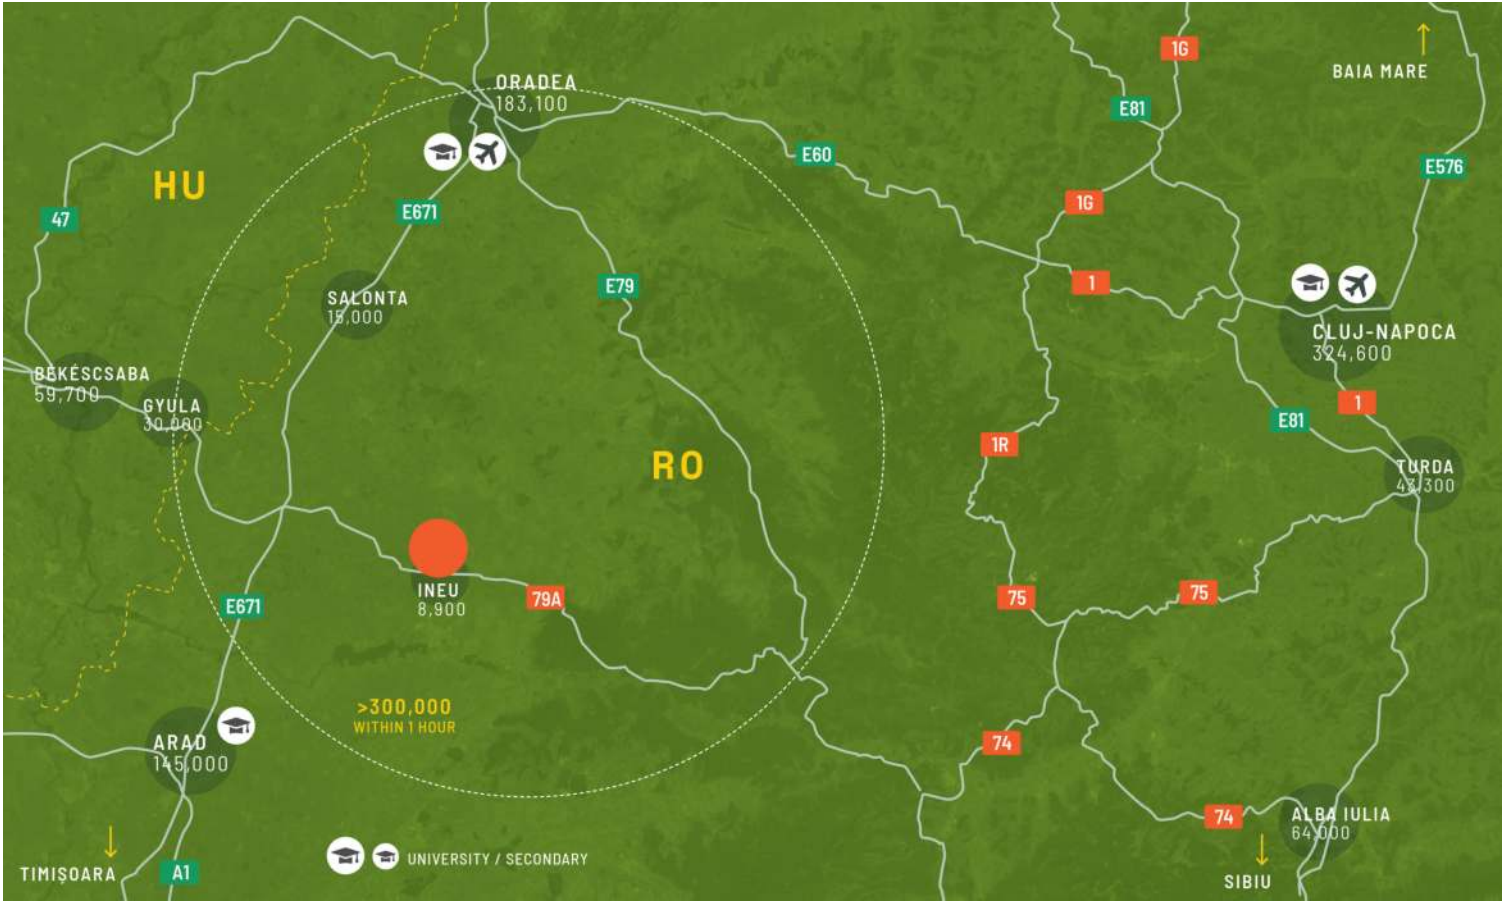 1G
BAIA MARE
ORADEA
183,100
E81
E60
E576
HU
1G
47
E671
E79
1
SALONTA
15,000
CLUJ-NAPOCA
324,600
BÉKÉSCSABA
59,700
GYULA
30,000
1
E81
1R
RO
TURDA
43,300
INEU
8,900
79A
75
75
E671
>300,000
WITHIN 1 HOUR
ARAD
145,000
74
74
ALBA IULIA
64,000
UNIVERSITY / SECONDARY
TIMIȘOARA
A1
SIBIU